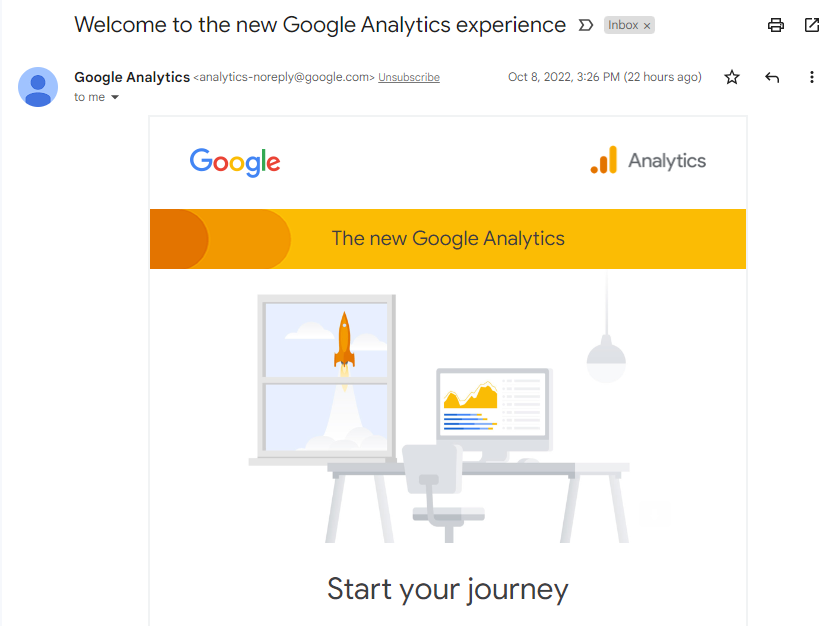 Welcome to the new Google Analytics experience Inbox ×
Google Analytics <analytics-noreply@google.com> Unsubscribe Oct 8, 2022, 3:26 PM (22 hours ago)
to me
Google Analytics
The new Google Analytics
Start your journey